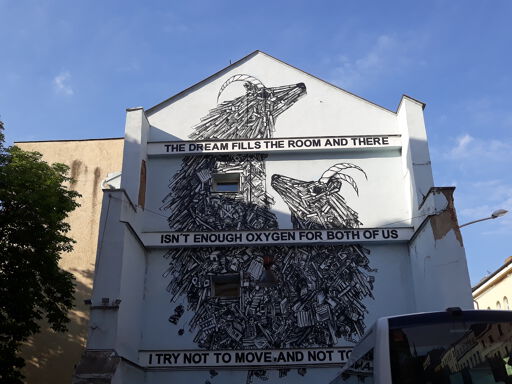 THE DREAM FILLS THE ROOM AND THERE
ISN'T ENOUGH OXYGEN FOR BOTH OF US
I TRY NOT TO MOVE AND NOT TO